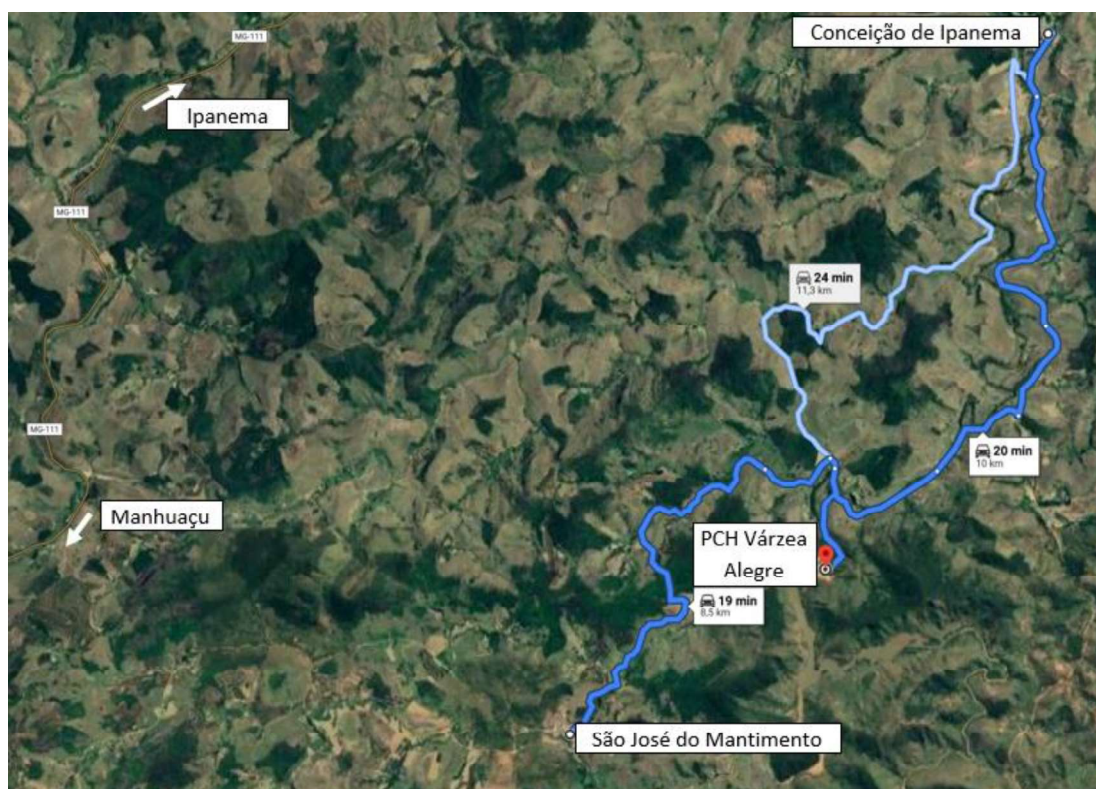 Conceição de Ipanema
MG-111
Ipanema
MG-111
24 min
11,3 km
MG-111
20 min
10 km
Manhuaçu
PCH Várzea
Alegre
19 min
8,5 km
São José do Mantimento